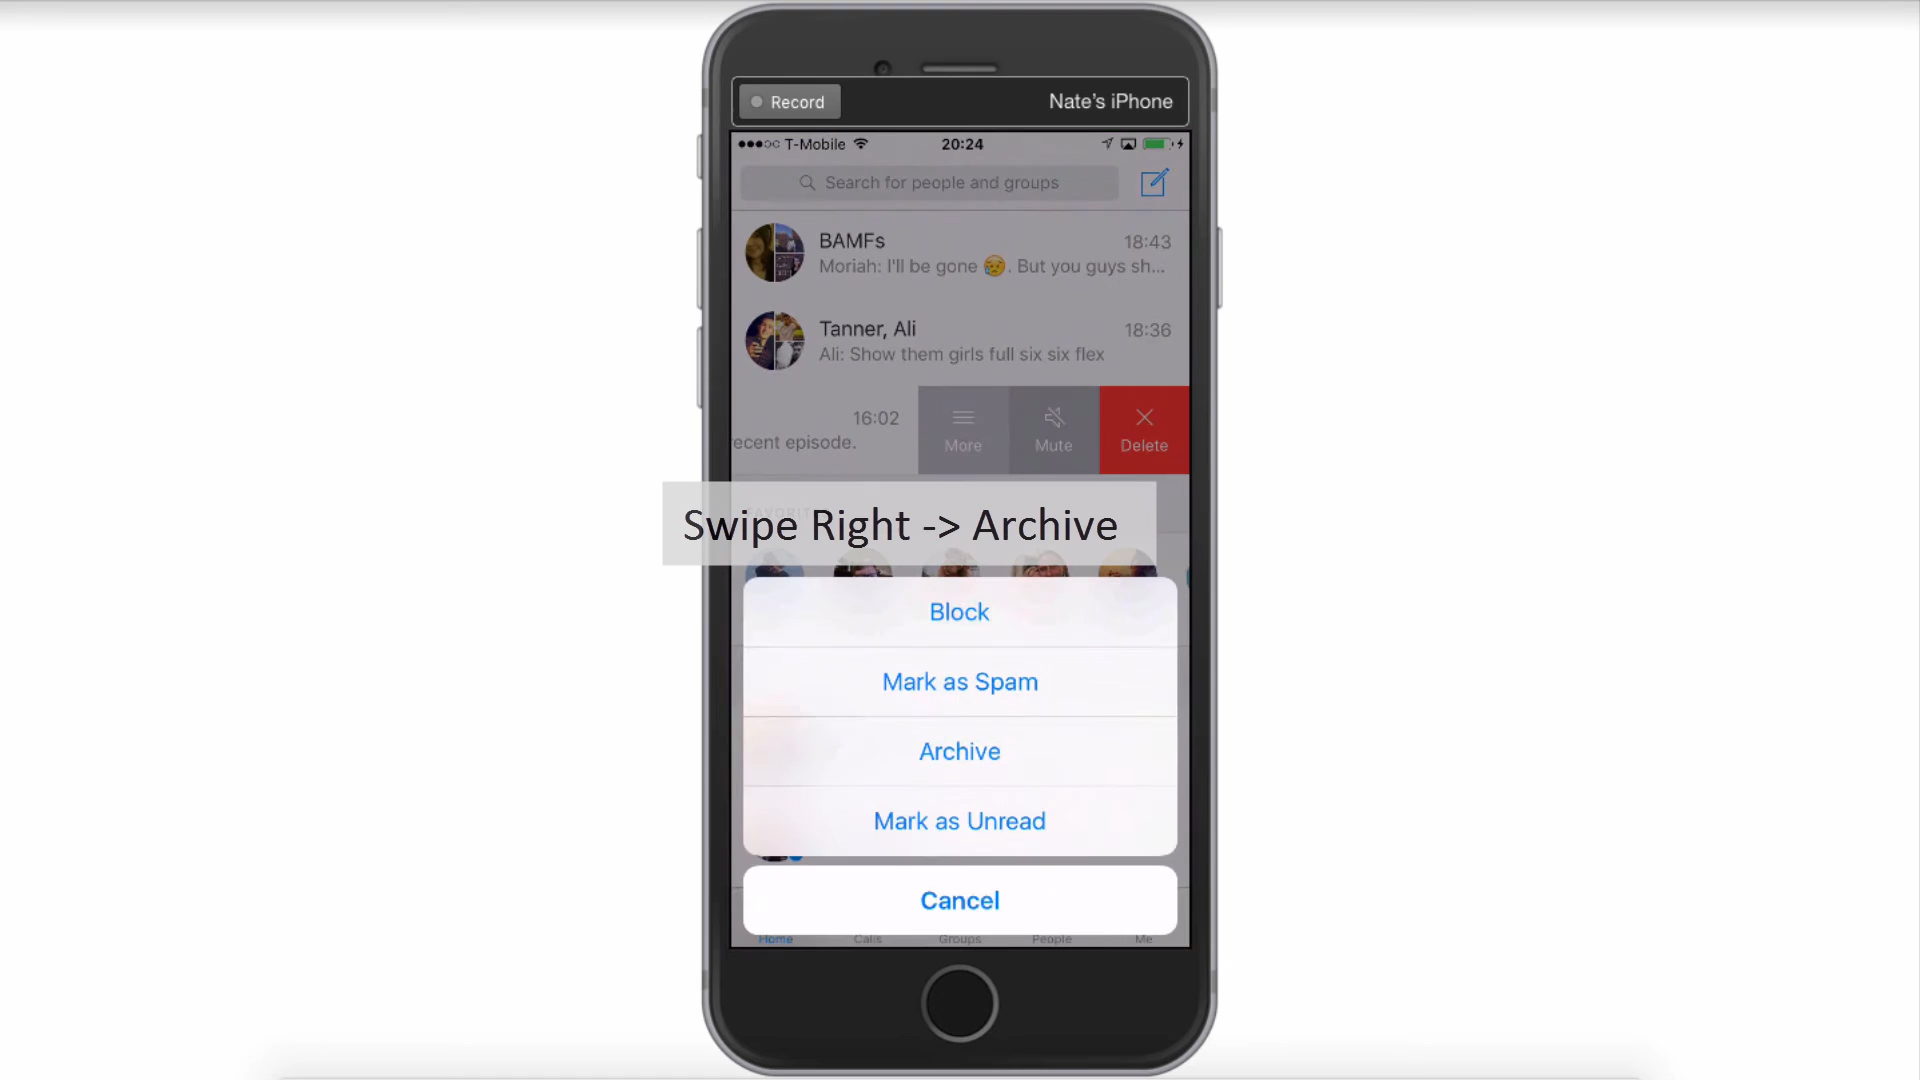 Record
Nate's iPhone
T-Mobile
20:24
Search for people and groups
BAMFs
18:43
Moriah: I'll be gone 😥. But you guys sh...
Tanner, Ali
18:36
Ali: Show them girls full six six flex
16:02
ecent episode.
More
Mute
Delete
Swipe Right -> Archive
Block
Mark as Spam
Archive
Mark as Unread
Cancel
Home
Calls
Groups
People
Me